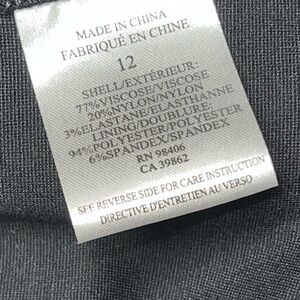 MADE IN CHINA
FABRIQUÉ EN CHINE
12
SHELL/EXTÉRIEUR:
77%VISCOSE/VISCOSE
20%NYLON/NYLON
3%ELASTANE/ELASTHANNE
LINING/DOUBLURE:
94%POLYESTER/POLYESTER
6%SPANDEX/SPANDEX
RN 98406
CA 39862
SEE REVERSE SIDE FOR CARE INSTRUCTION
DIRECTIVE D'ENTRETIEN AU VERSO